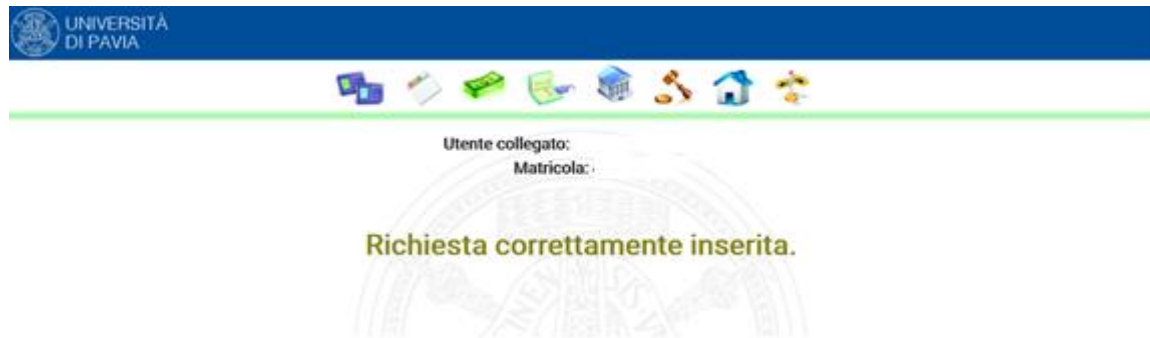 UNIVERSITÀ
DI PAVIA
Utente collegato:
Matricola:
Richiesta correttamente inserita.